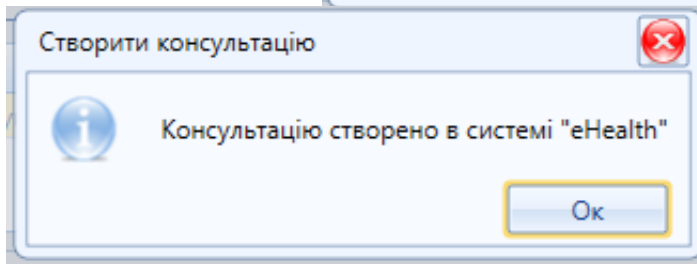 Створити консультацію
Консультацію створено в системі "eHealth"
Ок